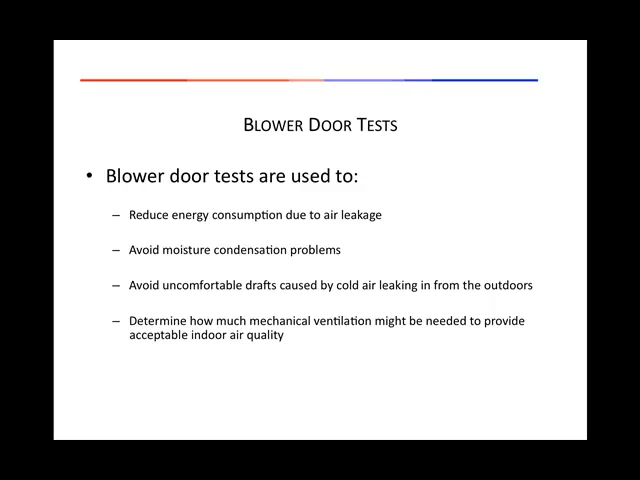 BLOWER DOOR TESTS
• Blower door tests are used to:
– Reduce energy consumption due to air leakage
– Avoid moisture condensation problems
– Avoid uncomfortable drafts caused by cold air leaking in from the outdoors
– Determine how much mechanical ventilation might be needed to provide
acceptable indoor air quality